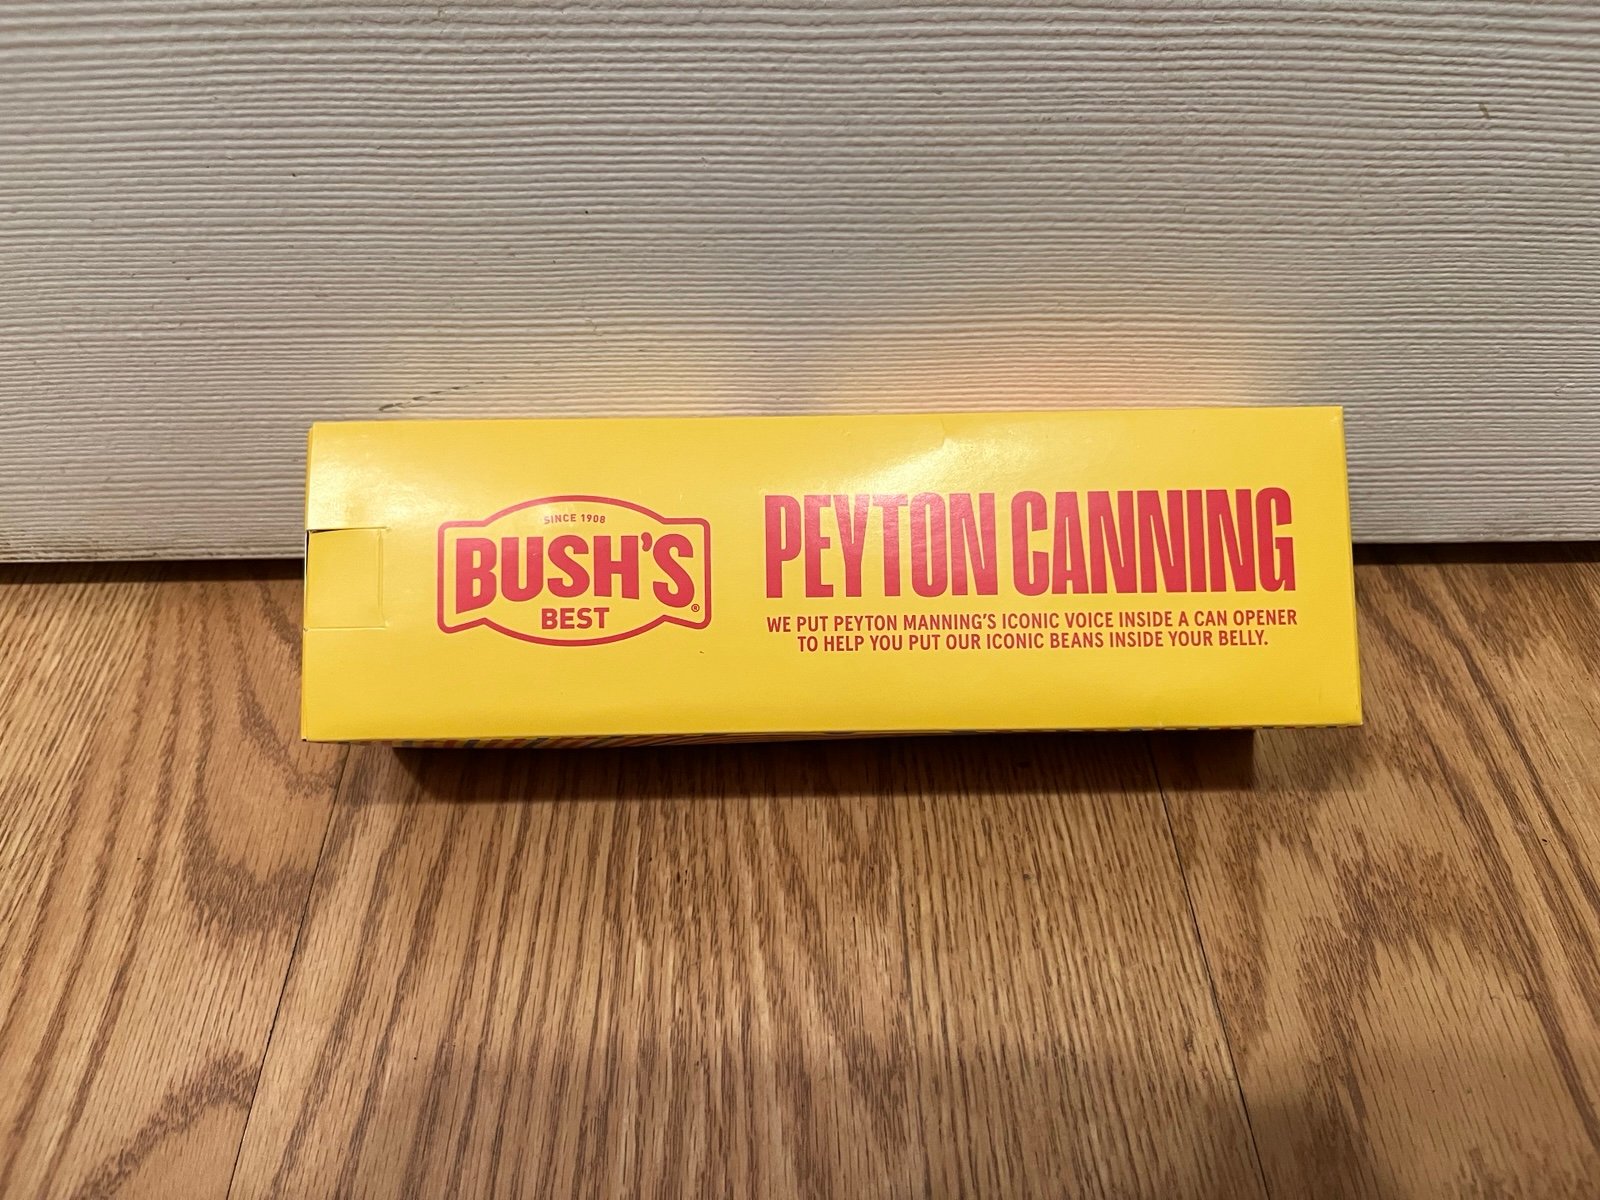 SINCE 1908
BUSH'S
BEST®
PEYTON CANNING
WE PUT PEYTON MANNING'S ICONIC VOICE INSIDE A CAN OPENER
TO HELP YOU PUT OUR ICONIC BEANS INSIDE YOUR BELLY.